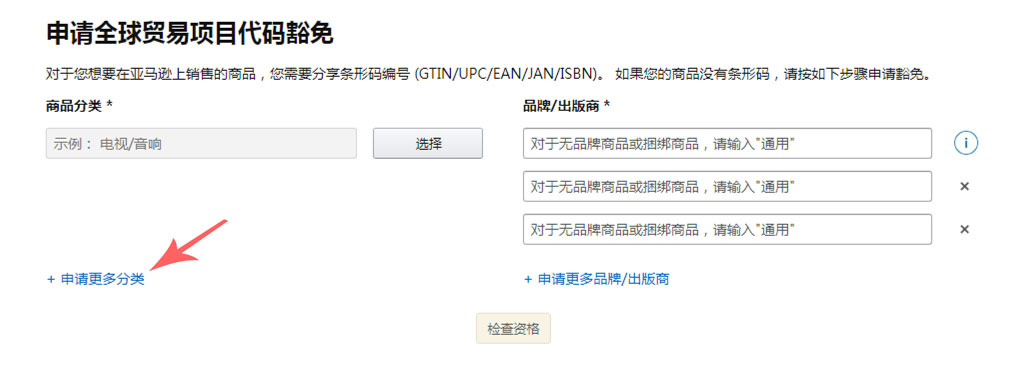 申请全球贸易项目代码豁免
对于您想要在亚马逊上销售的商品，您需要分享条形码编号 (GTIN/UPC/EAN/JAN/ISBN)。 如果您的商品没有条形码，请按如下步骤申请豁免。
商品分类 *
品牌/出版商 *
示例： 电视/音响
选择
对于无品牌商品或捆绑商品，请输入"通用"
i
对于无品牌商品或捆绑商品，请输入"通用"
×
对于无品牌商品或捆绑商品，请输入"通用"
×
+ 申请更多分类
+ 申请更多品牌/出版商
检查资格